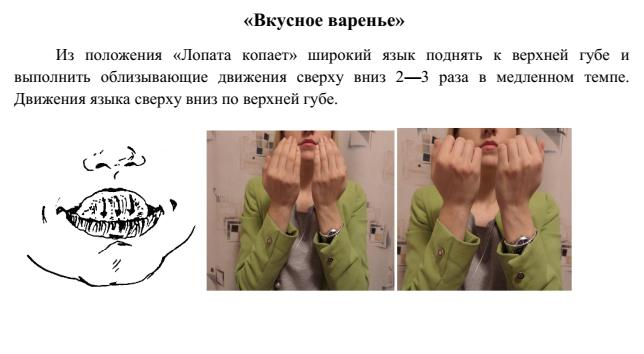 «Вкусное варенье»
Из положения «Лопата копает» широкий язык поднять к верхней губе и
выполнить облизывающие движения сверху вниз 2—3 раза в медленном темпе.
Движения языка сверху вниз по верхней губе.